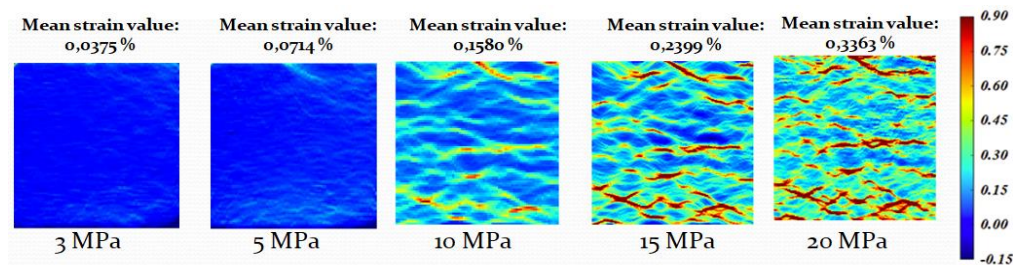 Mean strain value:
0,0375 %
Mean strain value:
0,0714 %
Mean strain value:
0,1580 %
Mean strain value:
0,2399 %
Mean strain value:
0,3363 %
3 MPa
5 MPa
10 MPa
15 MPa
20 MPa
0.90
0.75
0.60
0.45
0.30
0.15
0.00
-0.15